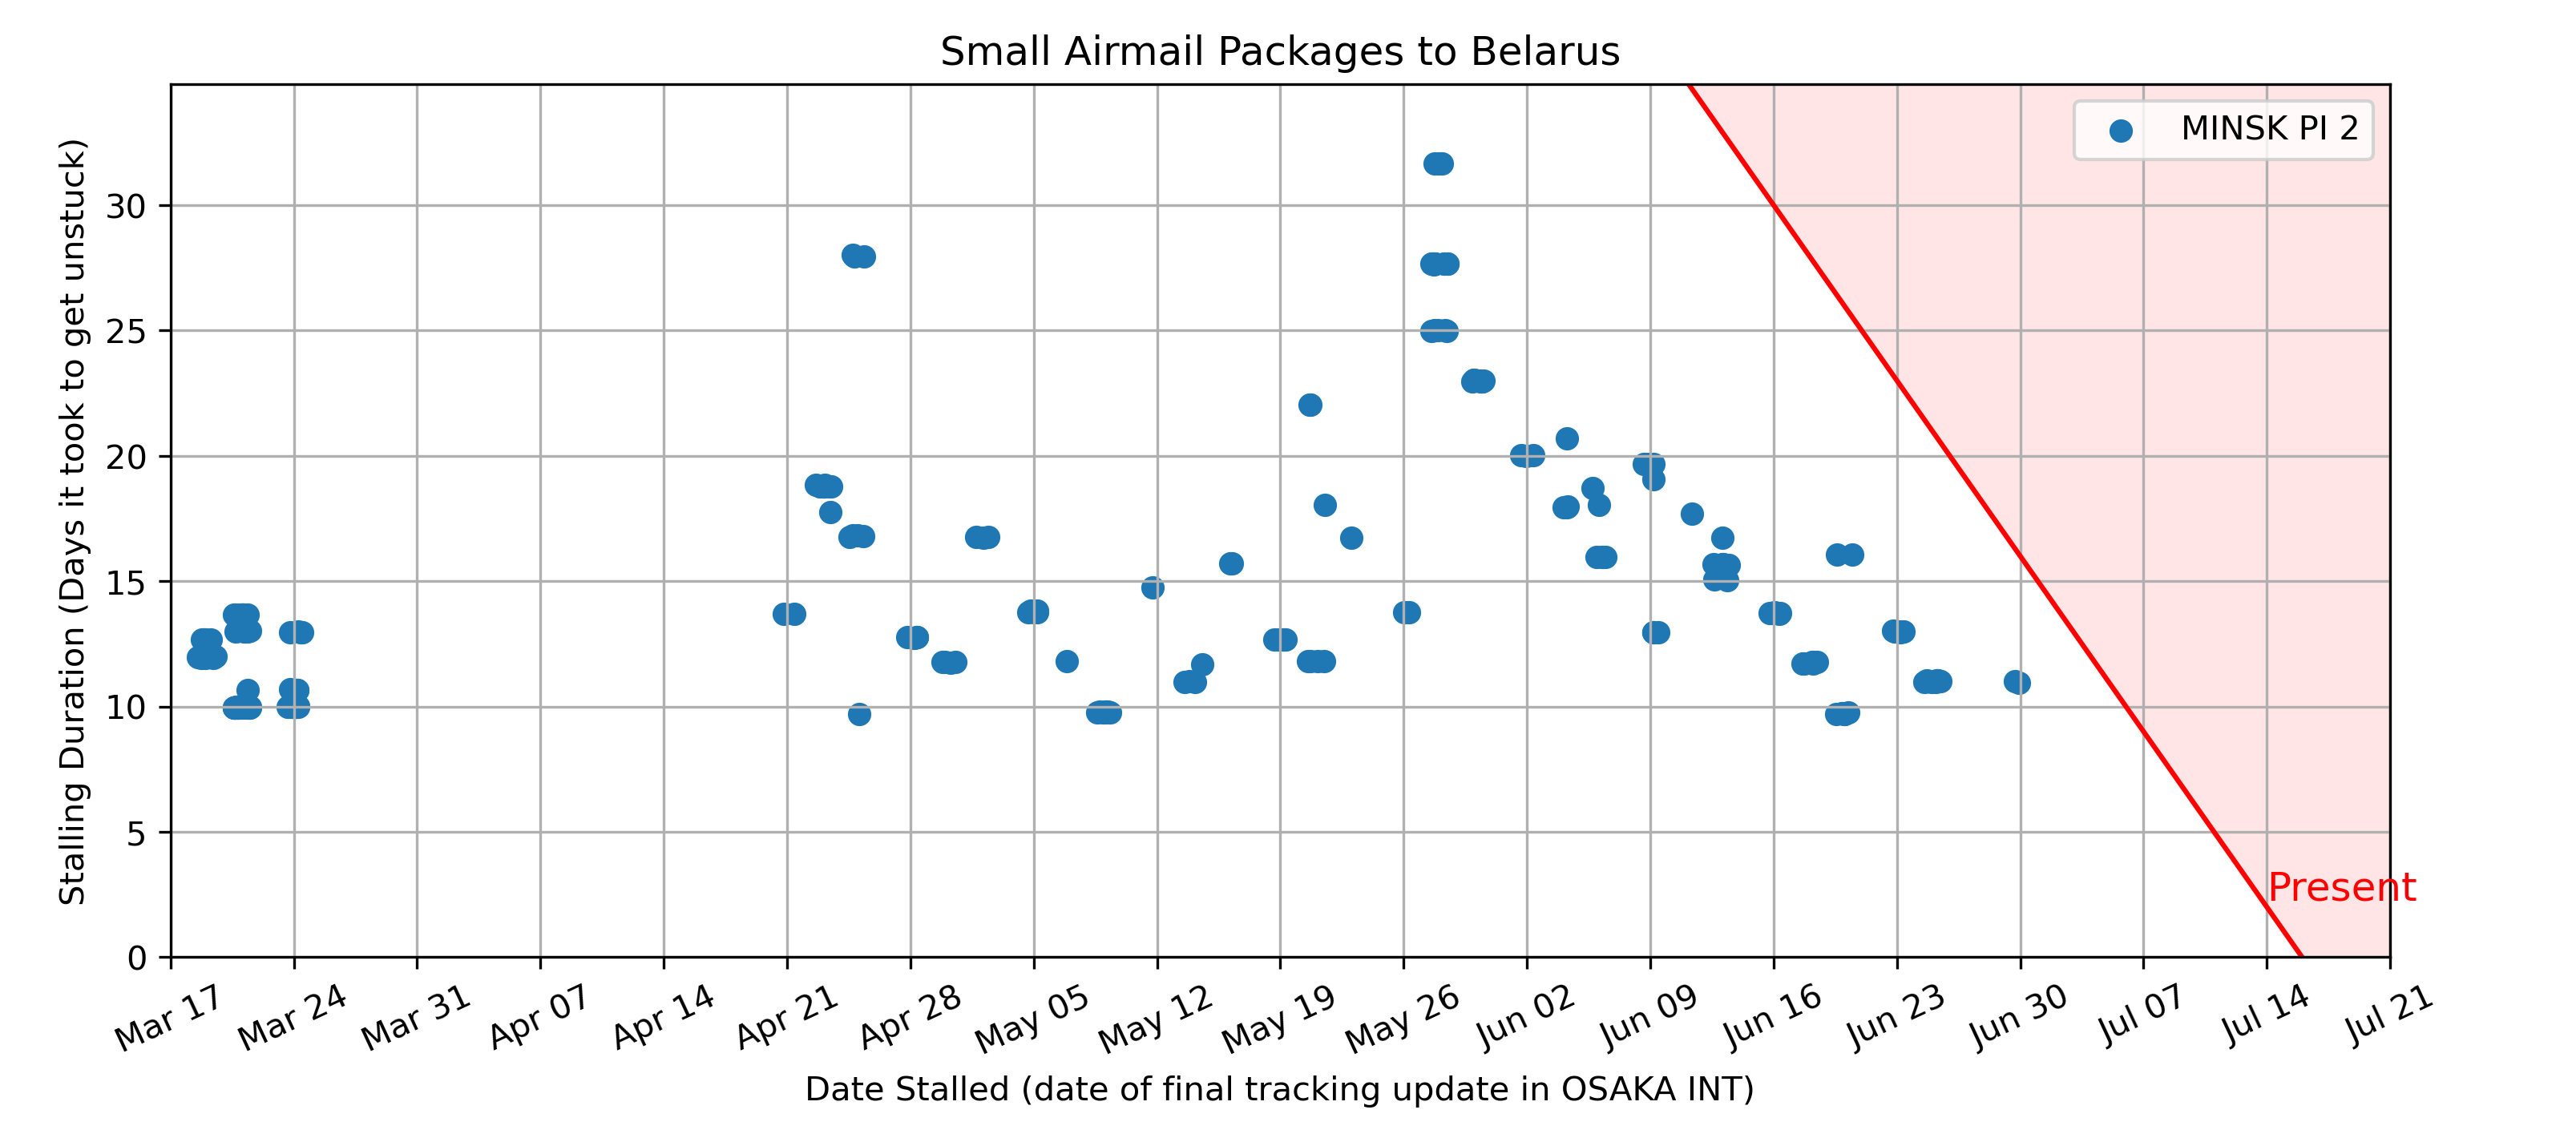 Small Airmail Packages to Belarus
MINSK PI 2
Stalling Duration (Days it took to get unstuck)
30
25
20
15
10
5
0
Present
Mar 17
Mar 24
Mar 31
Apr 07
Apr 14
Apr 21
Apr 28
May 05
May 12
May 19
May 26
Jun 02
Jun 09
Jun 16
Jun 23
Jun 30
Jul 07
Jul 14
Jul 21
Date Stalled (date of final tracking update in OSAKA INT)